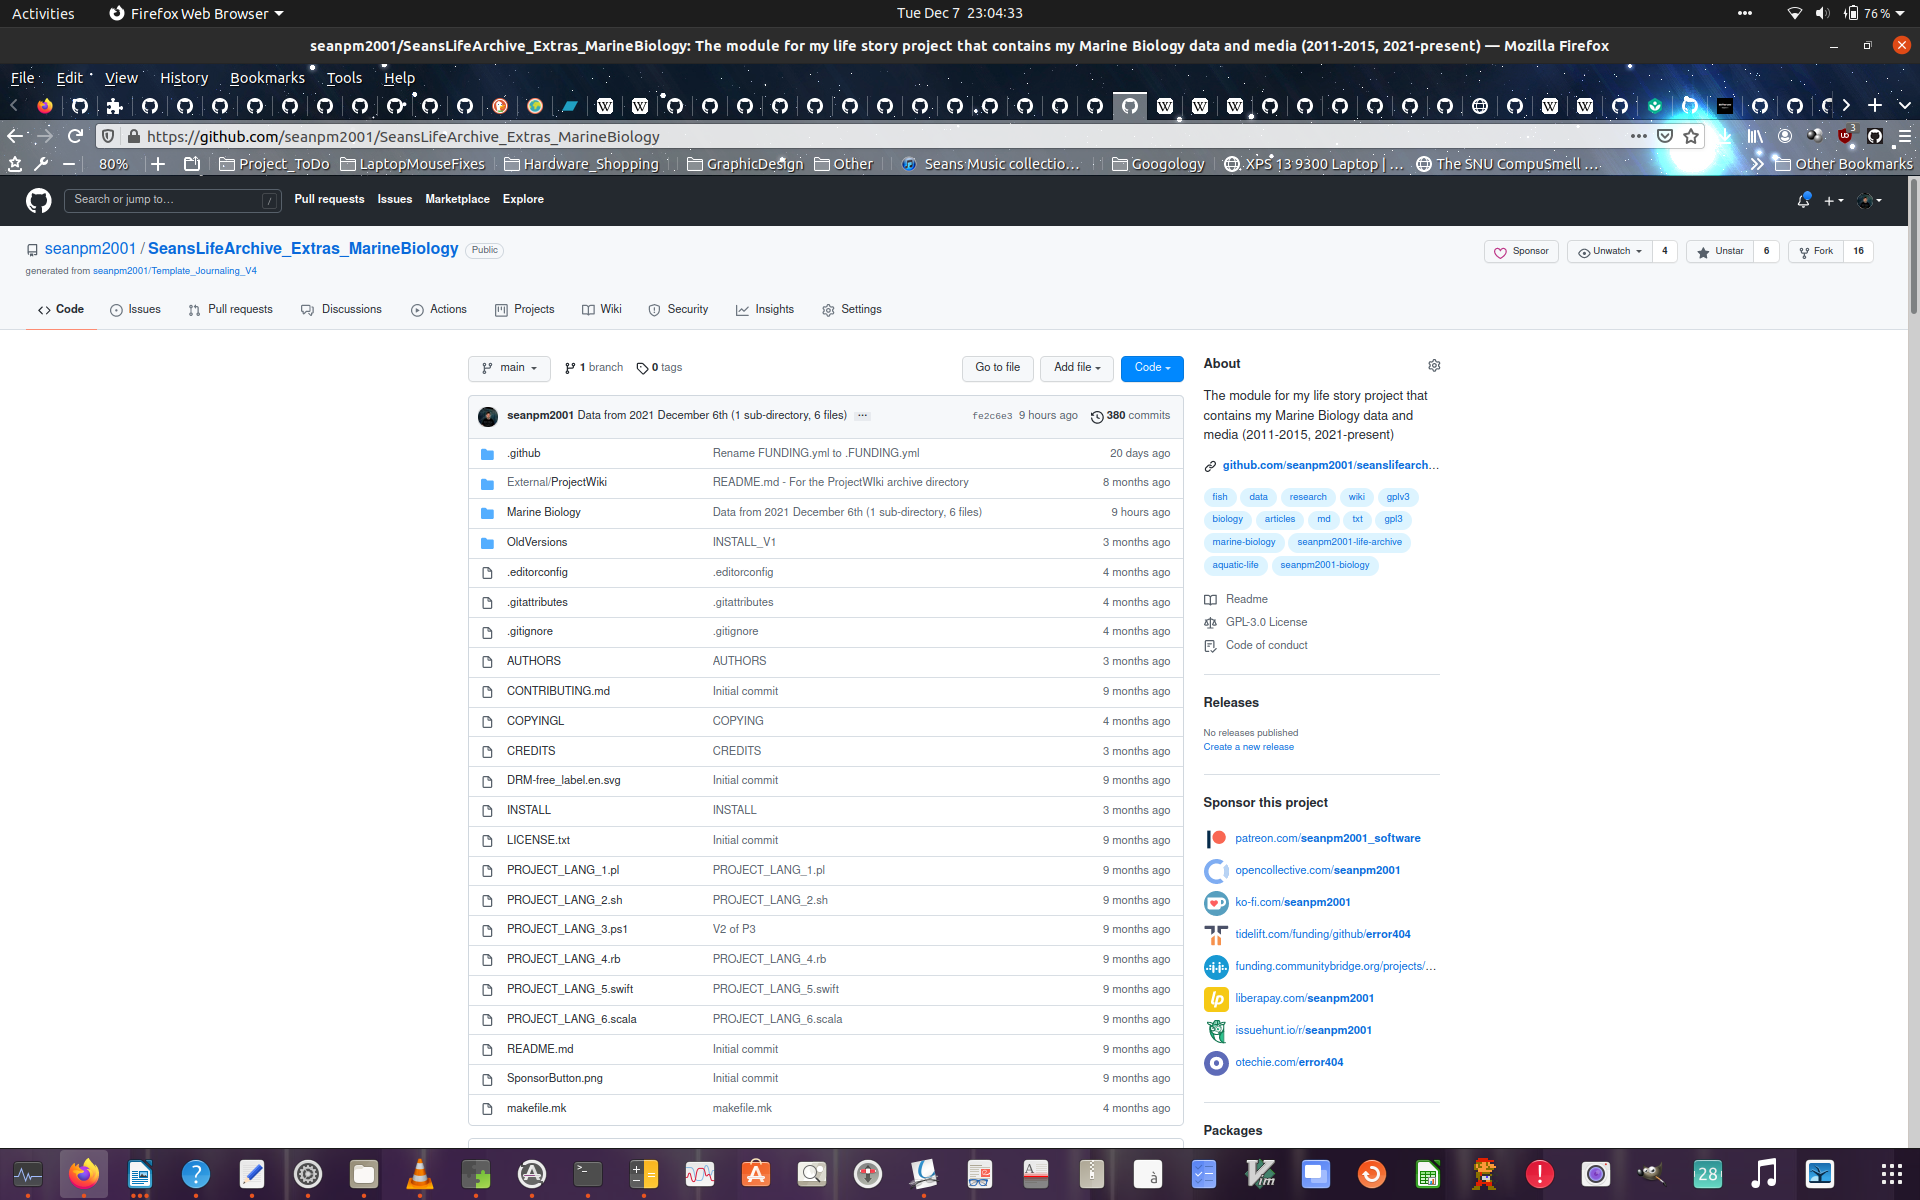 Activities Firefox Web Browser Tue Dec 7 23:04:33 76 %
seanpm2001/SeansLifeArchive_Extras_MarineBiology: The module for my life story project that contains my Marine Biology data and media (2011-2015, 2021-present) — Mozilla Firefox
File Edit View History Bookmarks Tools Help
https://github.com/seanpm2001/SeansLifeArchive_Extras_MarineBiology 3
80% Project_ToDo LaptopMouseFixes Hardware_Shopping GraphicDesign Other Seans Music collectio… Googology XPS 13 9300 Laptop | … The SNU CompuSmell … Other Bookmarks
Search or jump to… / Pull requests Issues Marketplace Explore
seanpm2001 / SeansLifeArchive_Extras_MarineBiology Public Sponsor Unwatch 4 Unstar 6 Fork 16
generated from seanpm2001/Template_Journaling_V4
Code Issues Pull requests Discussions Actions Projects Wiki Security Insights Settings
main 1 branch 0 tags Go to file Add file Code
seanpm2001 Data from 2021 December 6th (1 sub-directory, 6 files) … fe2c6e3 9 hours ago 380 commits
.github Rename FUNDING.yml to .FUNDING.yml 20 days ago
External/ProjectWiki README.md - For the ProjectWIki archive directory 8 months ago
Marine Biology Data from 2021 December 6th (1 sub-directory, 6 files) 9 hours ago
OldVersions INSTALL_V1 3 months ago
.editorconfig .editorconfig 4 months ago
.gitattributes .gitattributes 4 months ago
.gitignore .gitignore 4 months ago
AUTHORS AUTHORS 3 months ago
CONTRIBUTING.md Initial commit 9 months ago
COPYINGL COPYING 4 months ago
CREDITS CREDITS 3 months ago
DRM-free_label.en.svg Initial commit 9 months ago
INSTALL INSTALL 3 months ago
LICENSE.txt Initial commit 9 months ago
PROJECT_LANG_1.pl PROJECT_LANG_1.pl 9 months ago
PROJECT_LANG_2.sh PROJECT_LANG_2.sh 9 months ago
PROJECT_LANG_3.ps1 V2 of P3 9 months ago
PROJECT_LANG_4.rb PROJECT_LANG_4.rb 9 months ago
PROJECT_LANG_5.swift PROJECT_LANG_5.swift 9 months ago
PROJECT_LANG_6.scala PROJECT_LANG_6.scala 9 months ago
README.md Initial commit 9 months ago
SponsorButton.png Initial commit 9 months ago
makefile.mk makefile.mk 4 months ago
About
The module for my life story project that
contains my Marine Biology data and
media (2011-2015, 2021-present)
github.com/seanpm2001/seanslifearch…
fish data research wiki gplv3
biology articles md txt gpl3
marine-biology seanpm2001-life-archive
aquatic-life seanpm2001-biology
Readme
GPL-3.0 License
Code of conduct
Releases
No releases published
Create a new release
Sponsor this project
patreon.com/seanpm2001_software
opencollective.com/seanpm2001
ko-fi.com/seanpm2001
tidelift.com/funding/github/error404
funding.communitybridge.org/projects/…
liberapay.com/seanpm2001
issuehunt.io/r/seanpm2001
otechie.com/error404
Packages
28